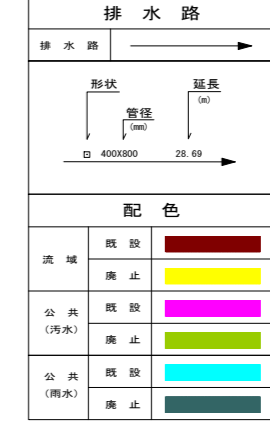 排水路
排水路
形状
延長
(m)
管径
(mm)
400X800
28.69
配色
流域
既設
廃止
公共
(汚水)
既設
廃止
公共
(雨水)
既設
廃止